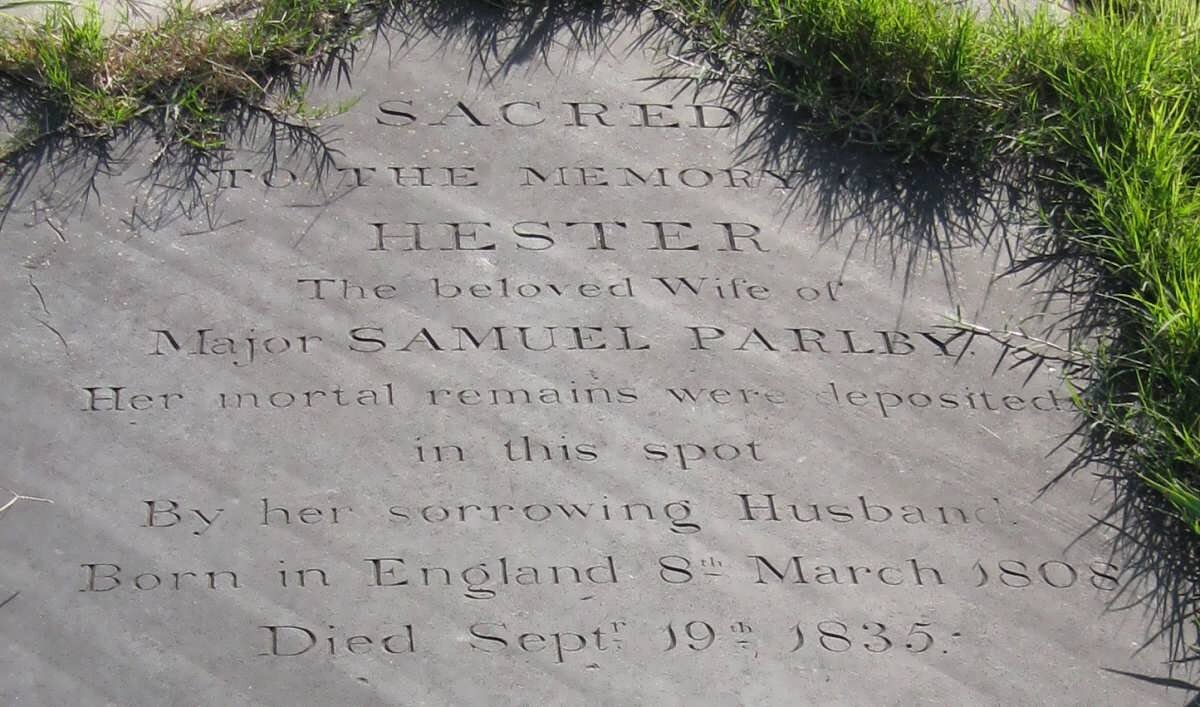 SACRED
TO THE MEMORY
HESTER
The beloved Wife of
Major SAMUEL PARLBY.
Her mortal remains were deposited
in this spot
By her sorrowing Husband.
Born in England 8th March 1808
Died Septr 19th 1835.